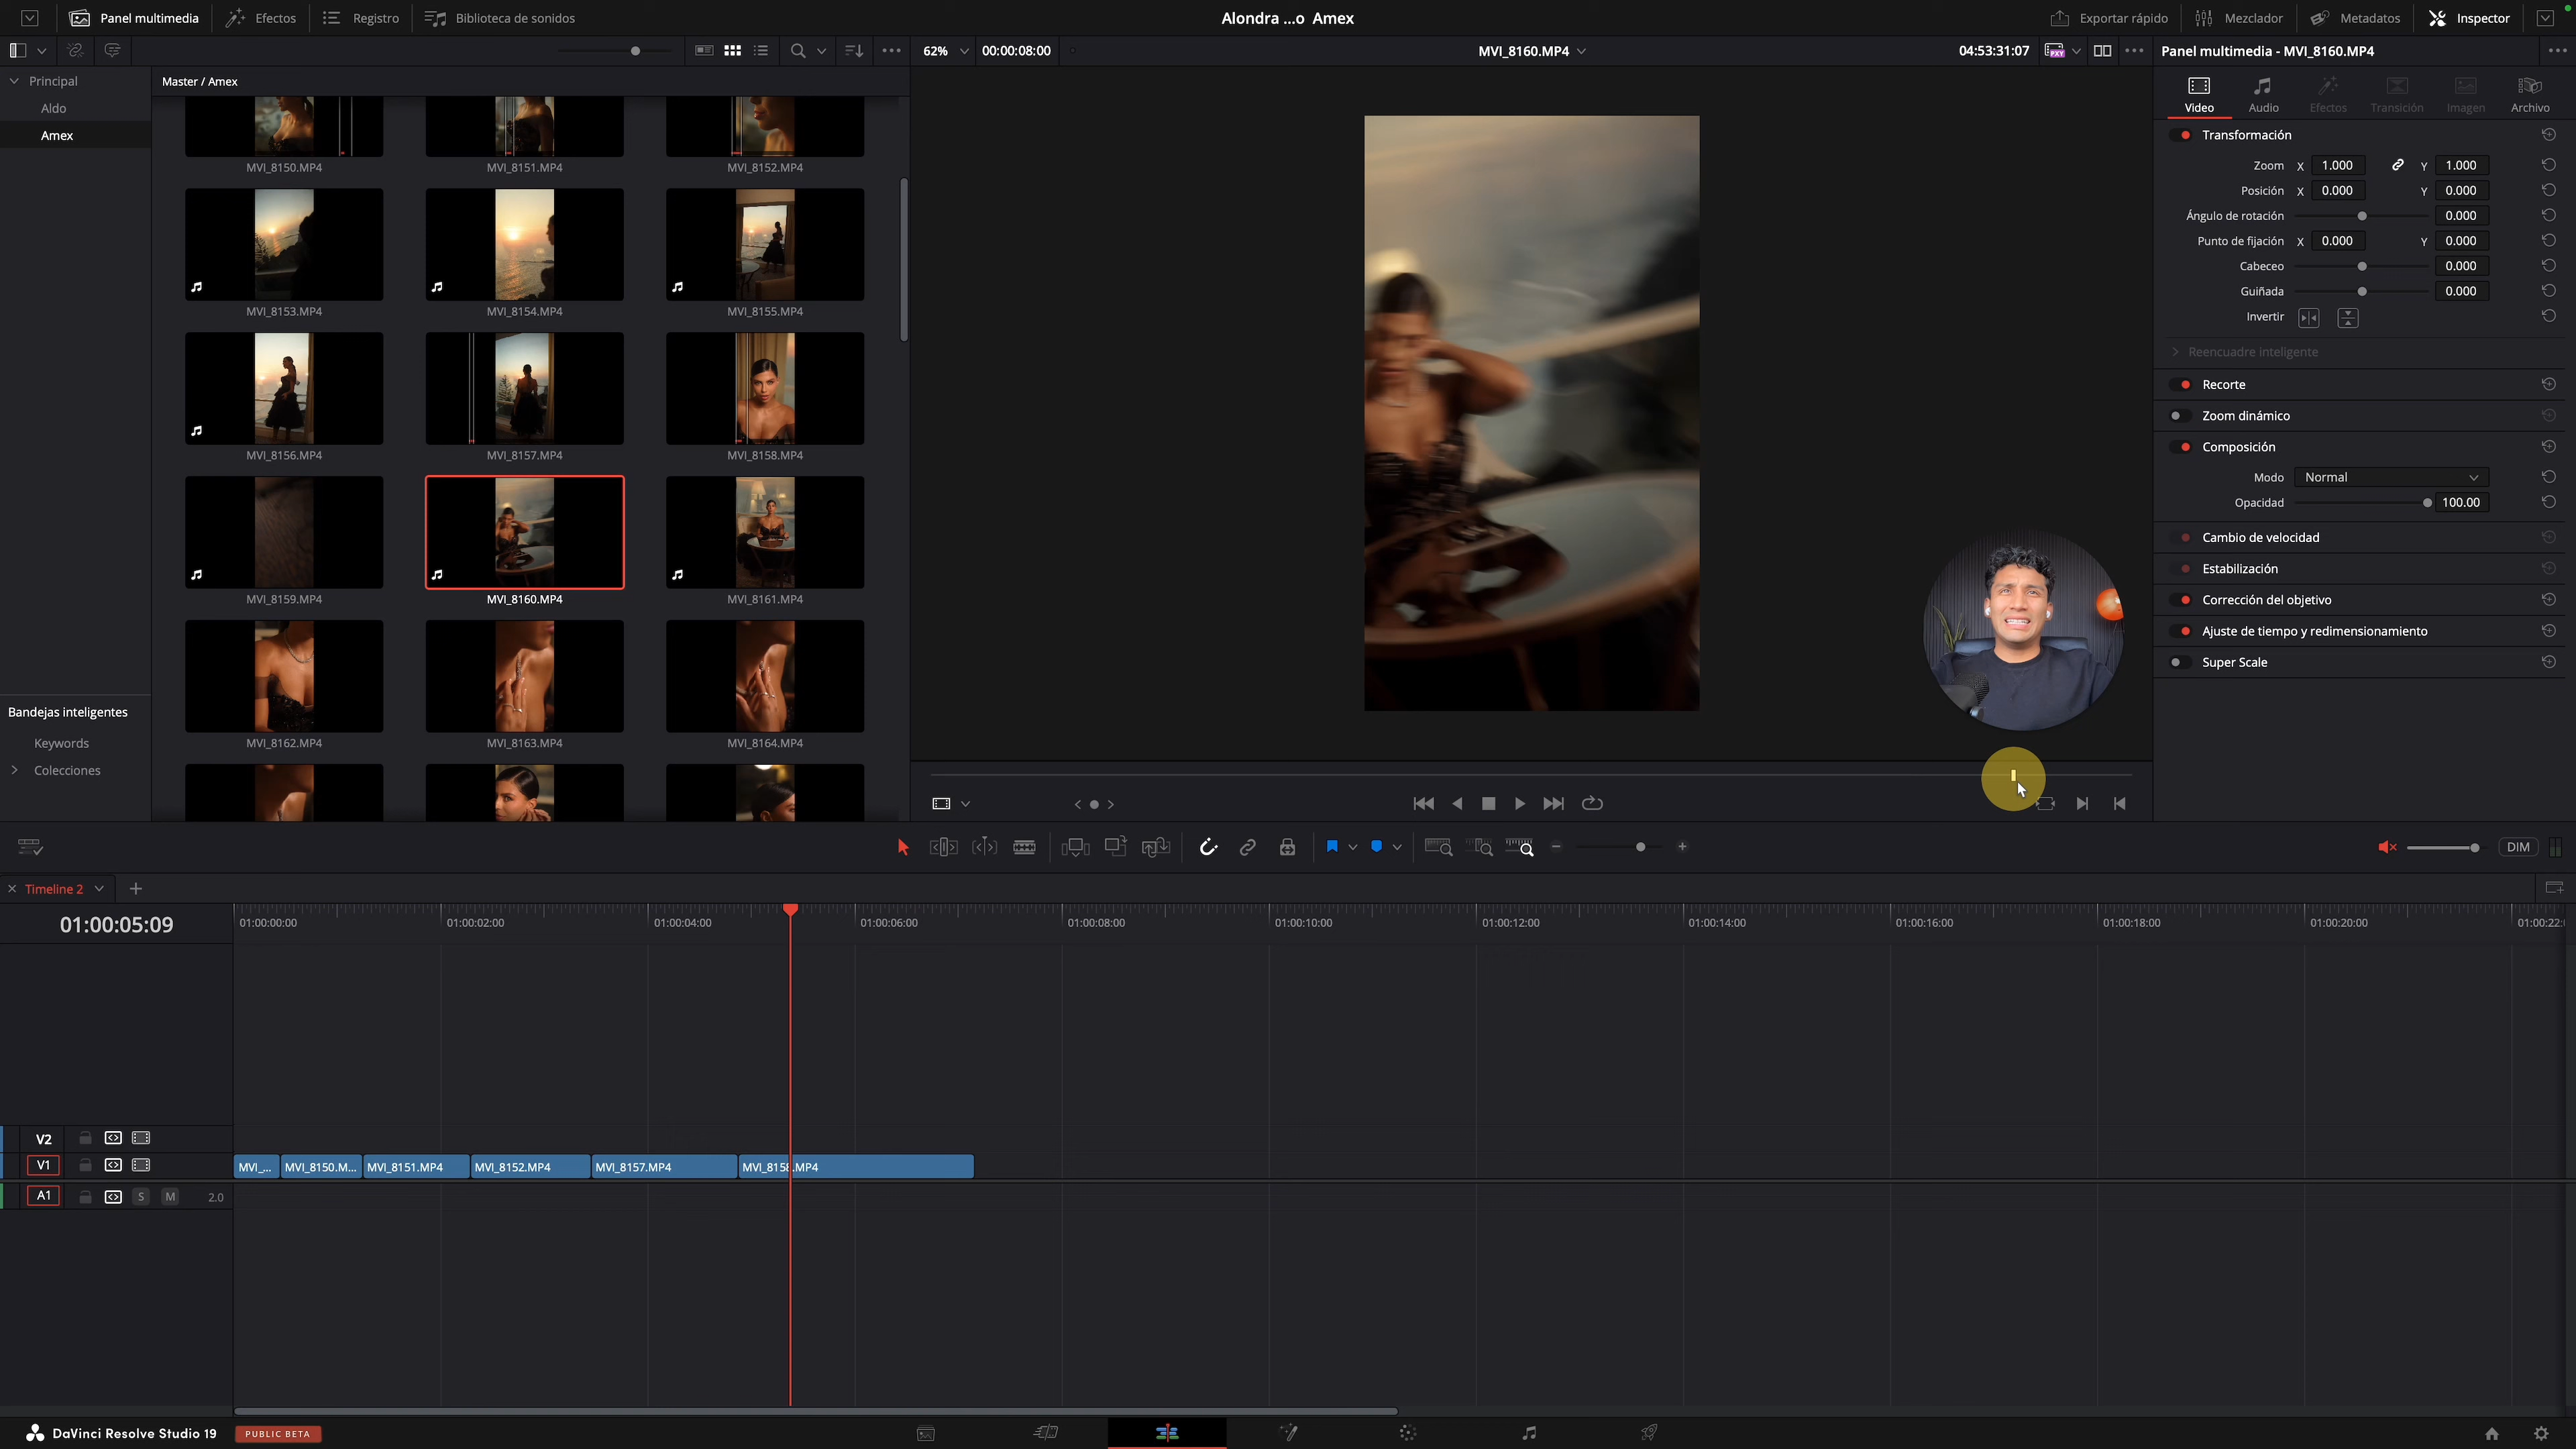 Panel multimedia Efectos Registro Biblioteca de sonidos Alondra ...o Amex Exportar rápido Mezclador Metadatos Inspector
62% 00:00:08:00 MVI_8160.MP4 04:53:31:07 PXY Panel multimedia - MVI_8160.MP4
Principal Master / Amex
Aldo
Amex
MVI_8150.MP4 MVI_8151.MP4 MVI_8152.MP4
MVI_8153.MP4 MVI_8154.MP4 MVI_8155.MP4
MVI_8156.MP4 MVI_8157.MP4 MVI_8158.MP4
MVI_8159.MP4 MVI_8160.MP4 MVI_8161.MP4
MVI_8162.MP4 MVI_8163.MP4 MVI_8164.MP4
Bandejas inteligentes
Keywords
Colecciones
Video Audio Efectos Transición Imagen Archivo
Transformación
Zoom X 1.000 Y 1.000
Posición X 0.000 Y 0.000
Ángulo de rotación 0.000
Punto de fijación X 0.000 Y 0.000
Cabeceo 0.000
Guiñada 0.000
Invertir
Reencuadre inteligente
Recorte
Zoom dinámico
Composición
Modo Normal
Opacidad 100.00
Cambio de velocidad
Estabilización
Corrección del objetivo
Ajuste de tiempo y redimensionamiento
Super Scale
DIM
Timeline 2
01:00:05:09 01:00:00:00 01:00:02:00 01:00:04:00 01:00:06:00 01:00:08:00 01:00:10:00 01:00:12:00 01:00:14:00 01:00:16:00 01:00:18:00 01:00:20:00 01:00:22:
V2
V1 MVI_... MVI_8150.M... MVI_8151.MP4 MVI_8152.MP4 MVI_8157.MP4 MVI_8158.MP4
A1 S M 2.0
DaVinci Resolve Studio 19 PUBLIC BETA